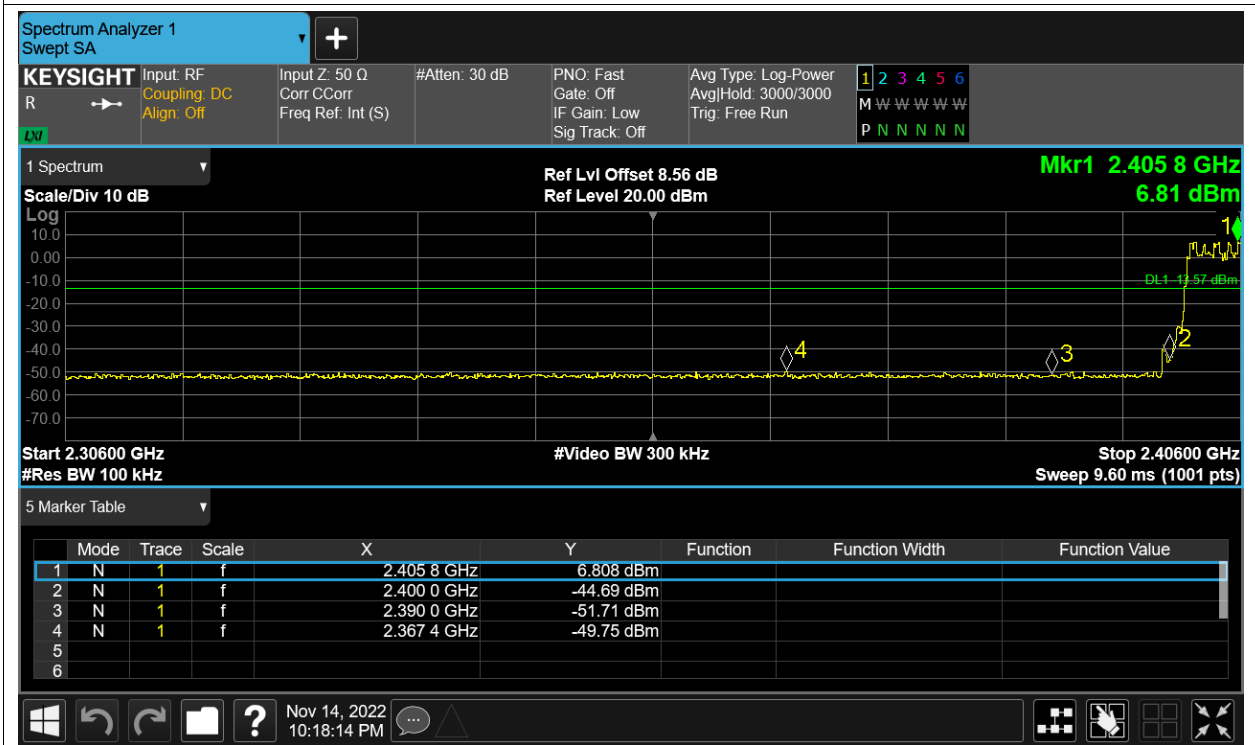 Spectrum Analyzer 1
Swept SA
KEYSIGHT
R
LXI
Input: RF
Coupling: DC
Align: Off
Input Z: 50 Ω
Corr CCorr
Freq Ref: Int (S)
#Atten: 30 dB
PNO: Fast
Gate: Off
IF Gain: Low
Sig Track: Off
Avg Type: Log-Power
Avg|Hold: 3000/3000
Trig: Free Run
1 2 3 4 5 6
M W W W W W
P N N N N N
1 Spectrum
Scale/Div 10 dB
Ref Lvl Offset 8.56 dB
Ref Level 20.00 dBm
Mkr1 2.405 8 GHz
6.81 dBm
Log
10.0
0.00
-10.0
-20.0
-30.0
-40.0
-50.0
-60.0
-70.0
1
DL1 -13.57 dBm
2
3
4
Start 2.30600 GHz
#Video BW 300 kHz
Stop 2.40600 GHz
#Res BW 100 kHz
Sweep 9.60 ms (1001 pts)
5 Marker Table
Mode Trace Scale X Y Function Function Width Function Value
1 N 1 f 2.405 8 GHz 6.808 dBm
2 N 1 f 2.400 0 GHz -44.69 dBm
3 N 1 f 2.390 0 GHz -51.71 dBm
4 N 1 f 2.367 4 GHz -49.75 dBm
5
6
?
Nov 14, 2022
10:18:14 PM